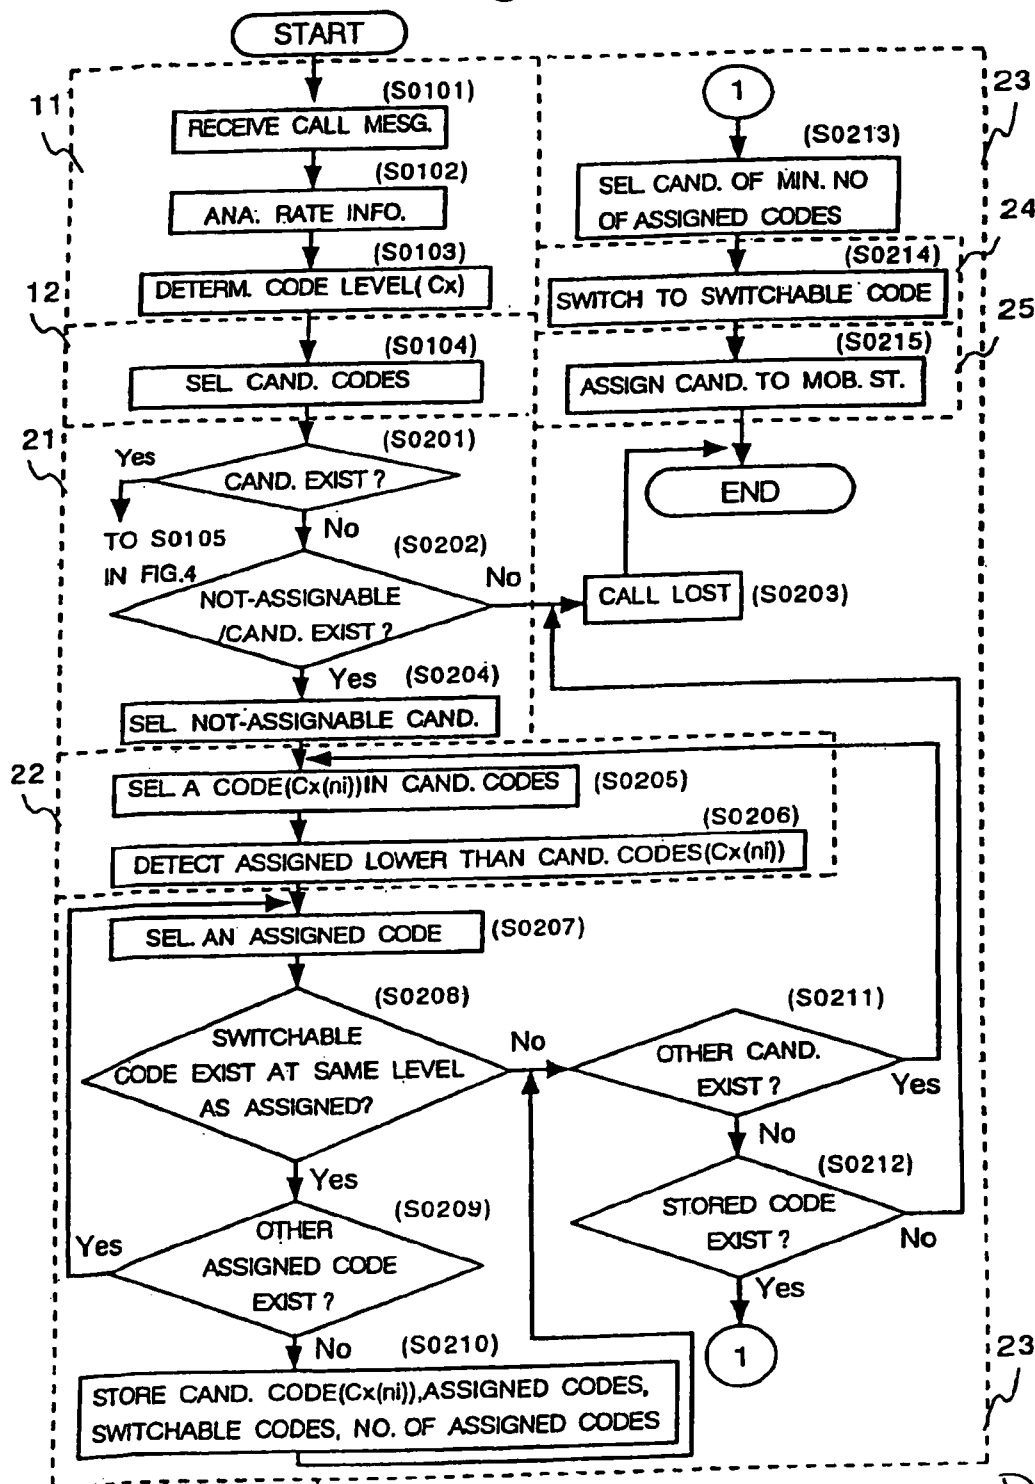 START
11
(S0101)
RECEIVE CALL MESG.
(S0102)
ANA. RATE INFO.
(S0103)
DETERM. CODE LEVEL(Cx)
12
(S0104)
SEL. CAND. CODES
21
(S0201)
Yes
CAND. EXIST?
TO S0105
IN FIG.4
No
(S0202)
No
NOT-ASSIGNABLE
/CAND. EXIST?
Yes
(S0204)
SEL. NOT-ASSIGNABLE CAND.
22
SEL. A CODE(Cx(ni)) IN CAND. CODES
(S0205)
(S0206)
DETECT ASSIGNED LOWER THAN CAND. CODES(Cx(ni))
SEL. AN ASSIGNED CODE
(S0207)
(S0208)
SWITCHABLE
CODE EXIST AT SAME LEVEL
AS ASSIGNED?
No
Yes
(S0209)
Yes
OTHER
ASSIGNED CODE
EXIST?
No
(S0210)
STORE CAND. CODE(Cx(ni)),ASSIGNED CODES,
SWITCHABLE CODES, NO. OF ASSIGNED CODES
(S0211)
OTHER CAND.
EXIST?
Yes
No
(S0212)
STORED CODE
EXIST?
No
Yes
1
23
1
23
(S0213)
SEL. CAND. OF MIN. NO
OF ASSIGNED CODES
24
(S0214)
SWITCH TO SWITCHABLE CODE
25
(S0215)
ASSIGN CAND. TO MOB. ST.
END
CALL LOST
(S0203)